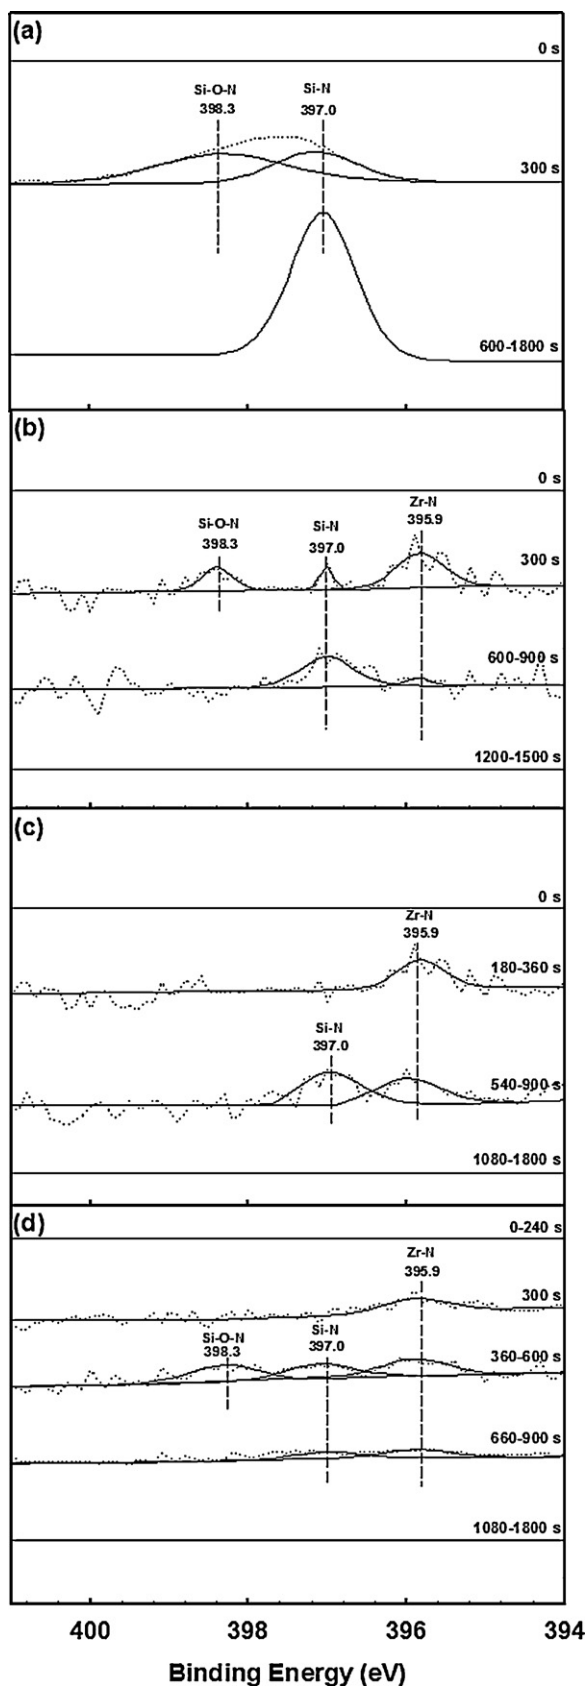 (a)
0 s
Si-O-N Si-N
398.3 397.0
300 s
600-1800 s
(b)
0 s
Zr-N
Si-O-N Si-N 395.9
398.3 397.0
300 s
600-900 s
1200-1500 s
(c)
0 s
Zr-N
395.9
180-360 s
Si-N
397.0
540-900 s
1080-1800 s
(d)
0-240 s
Zr-N
395.9
300 s
Si-O-N Si-N
398.3 397.0
360-600 s
660-900 s
1080-1800 s
400 398 396 394
Binding Energy (eV)